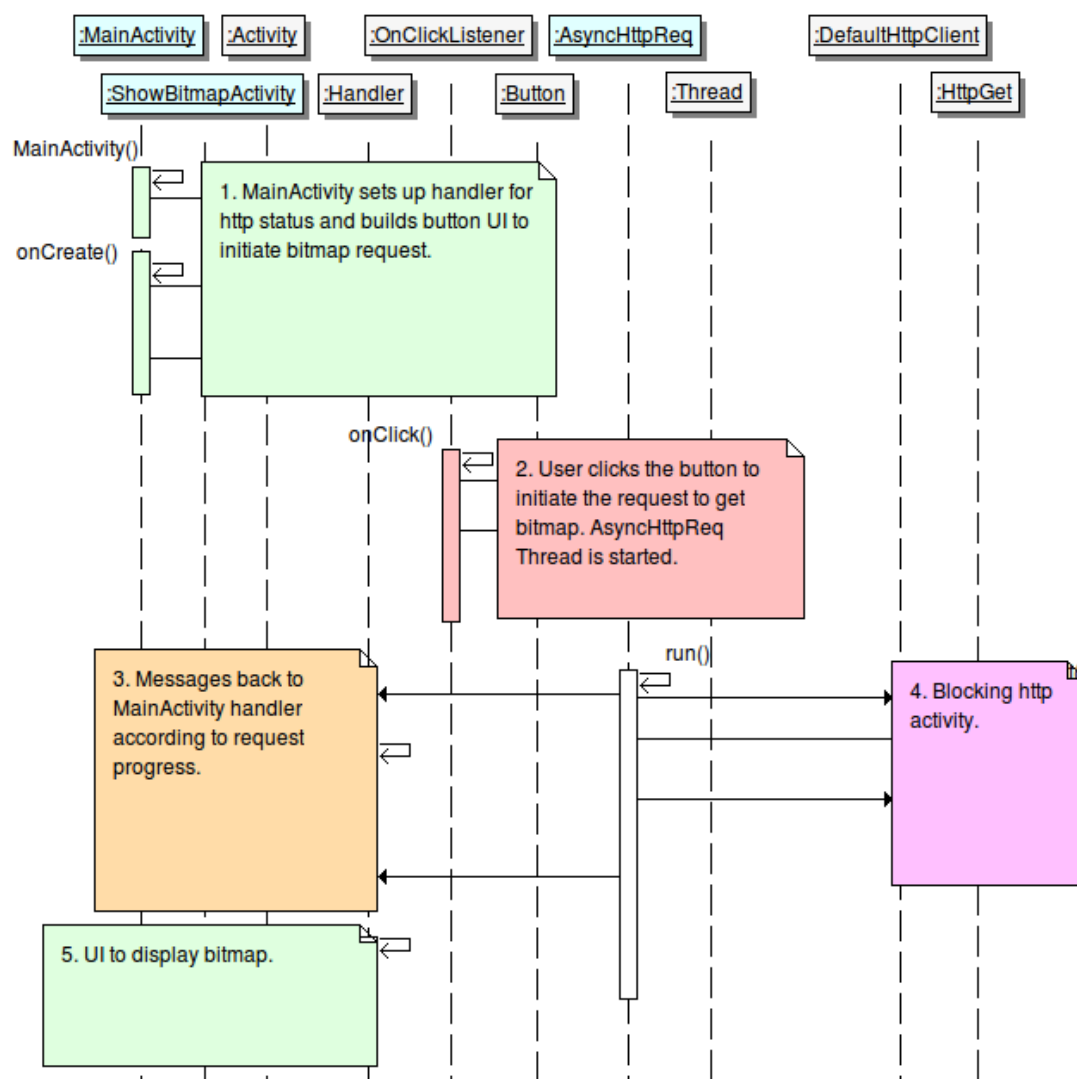 :MainActivity
:Activity
:OnClickListener
:AsyncHttpReq
:DefaultHttpClient
:ShowBitmapActivity
:Handler
:Button
:Thread
:HttpGet
MainActivity()
1. MainActivity sets up handler for
http status and builds button UI to
initiate bitmap request.
onCreate()
onClick()
2. User clicks the button to
initiate the request to get
bitmap. AsyncHttpReq
Thread is started.
run()
3. Messages back to
MainActivity handler
according to request
progress.
4. Blocking http
activity.
5. UI to display bitmap.